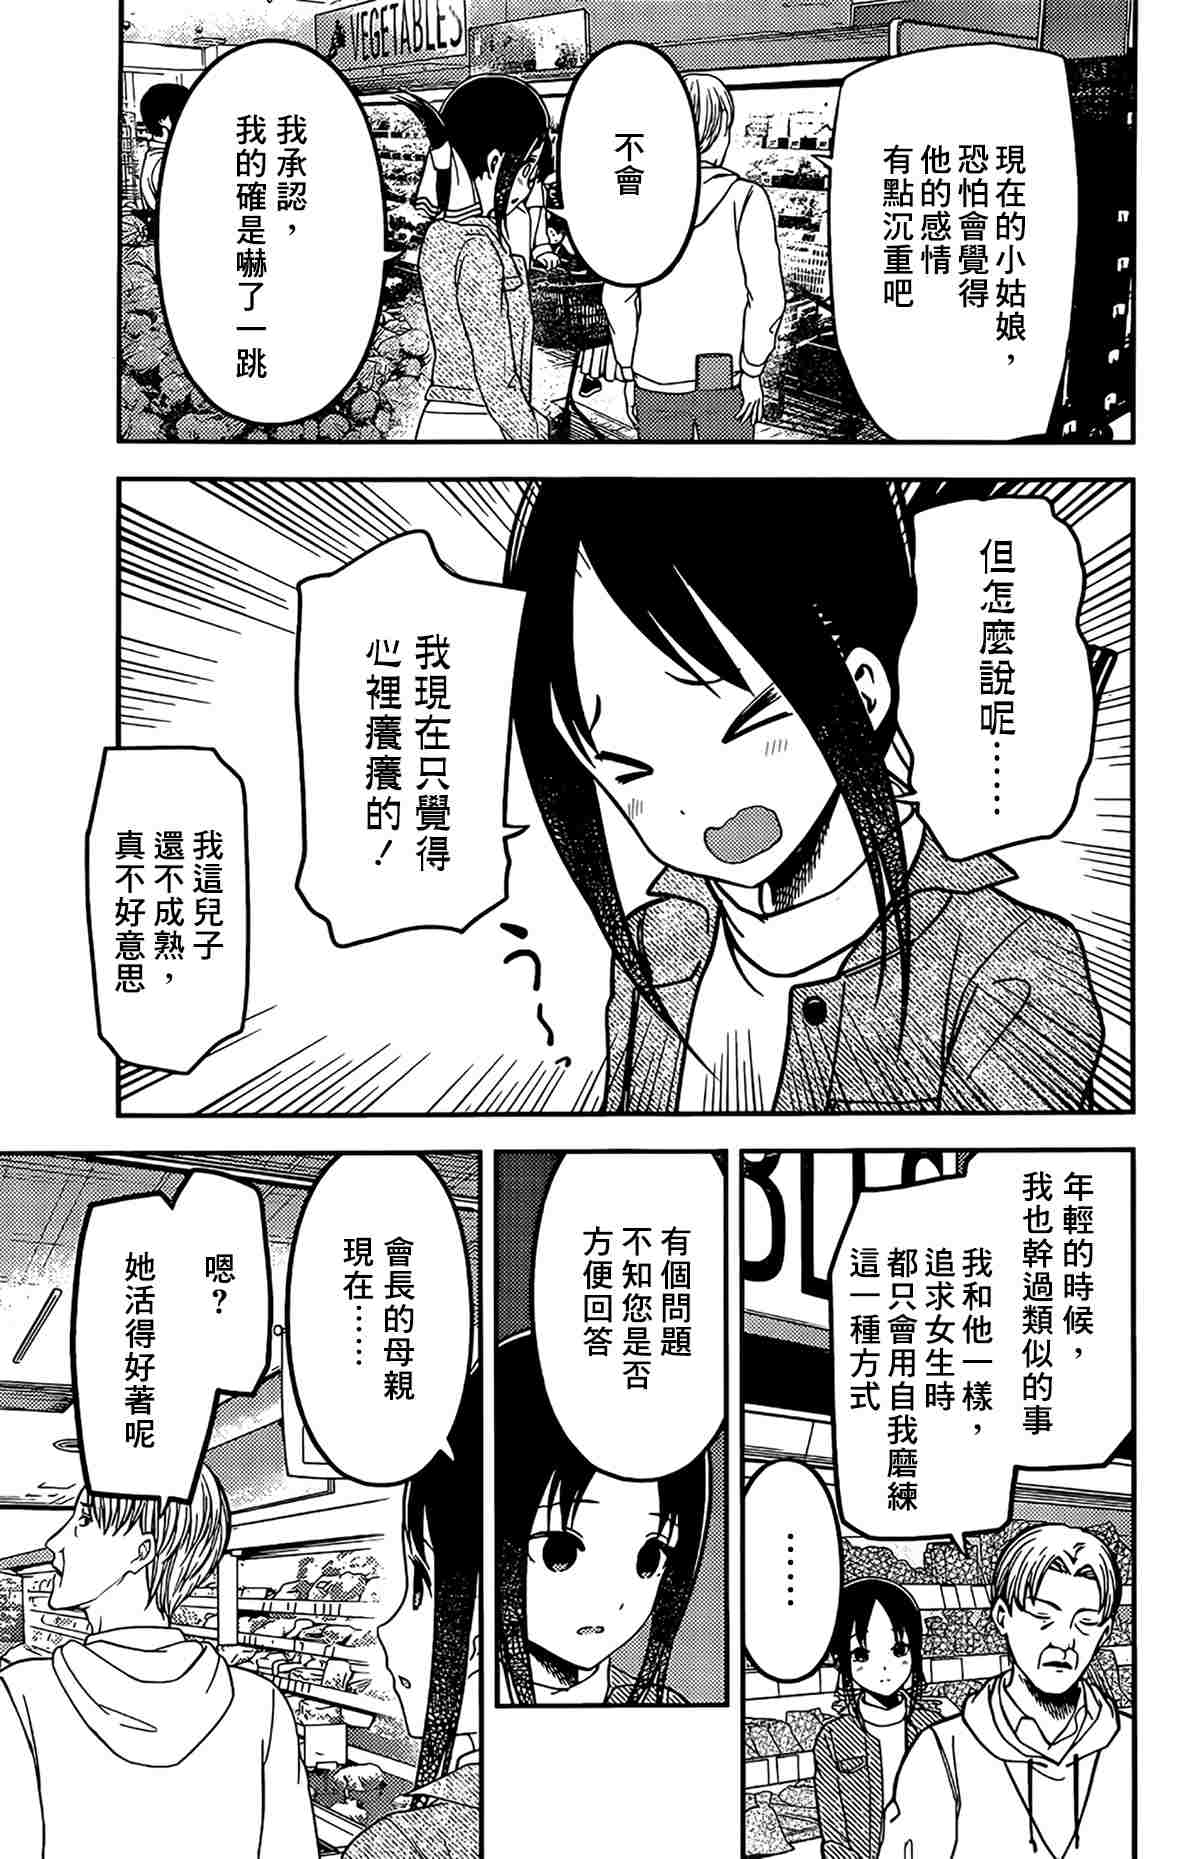 VEGETABLES
現在的小姑娘，
恐怕會覺得
他的感情
有點沉重吧
不會
我承認，
我的確是嚇了一跳
但怎麼說呢……
我現在只覺得
心裡癢癢的！
我這兒子
還不成熟，
真不好意思
年輕的時候，
我也幹過類似的事
我和他一樣，
追求女生時
都只會用自我磨練
這一種方式
……
有個問題
不知您是否
方便回答
會長的母親
現在……
嗯？
她活得好著呢